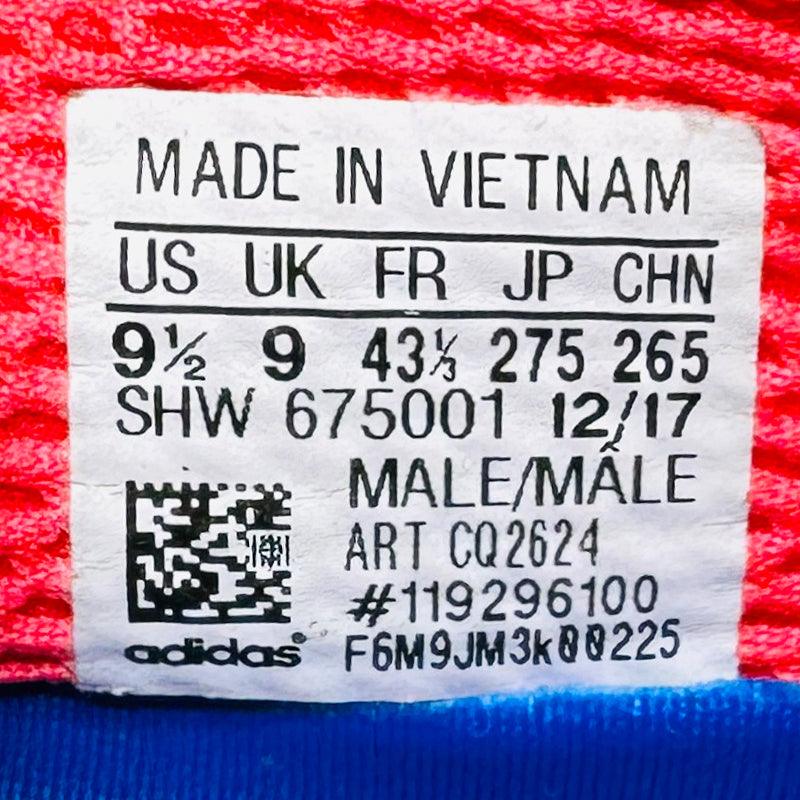 MADE IN VIETNAM
US UK FR JP CHN
9½ 9 43⅓ 275 265
SHW 675001 12/17
MALE/MÂLE
ART CQ2624
#119296100
adidas® F6M9JM3k00225